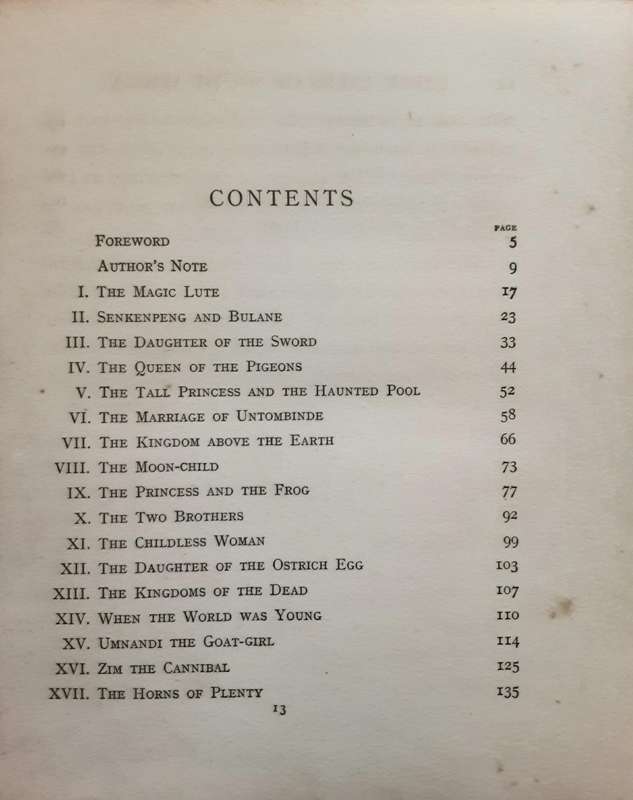 CONTENTS
PAGE
FOREWORD 5
AUTHOR'S NOTE 9
I. THE MAGIC LUTE 17
II. SENKENPENG AND BULANE 23
III. THE DAUGHTER OF THE SWORD 33
IV. THE QUEEN OF THE PIGEONS 44
V. THE TALL PRINCESS AND THE HAUNTED POOL 52
VI. THE MARRIAGE OF UNTOMBINDE 58
VII. THE KINGDOM ABOVE THE EARTH 66
VIII. THE MOON-CHILD 73
IX. THE PRINCESS AND THE FROG 77
X. THE TWO BROTHERS 92
XI. THE CHILDLESS WOMAN 99
XII. THE DAUGHTER OF THE OSTRICH EGG 103
XIII. THE KINGDOMS OF THE DEAD 107
XIV. WHEN THE WORLD WAS YOUNG 110
XV. UMNANDI THE GOAT-GIRL 114
XVI. ZIM THE CANNIBAL 125
XVII. THE HORNS OF PLENTY 135
13